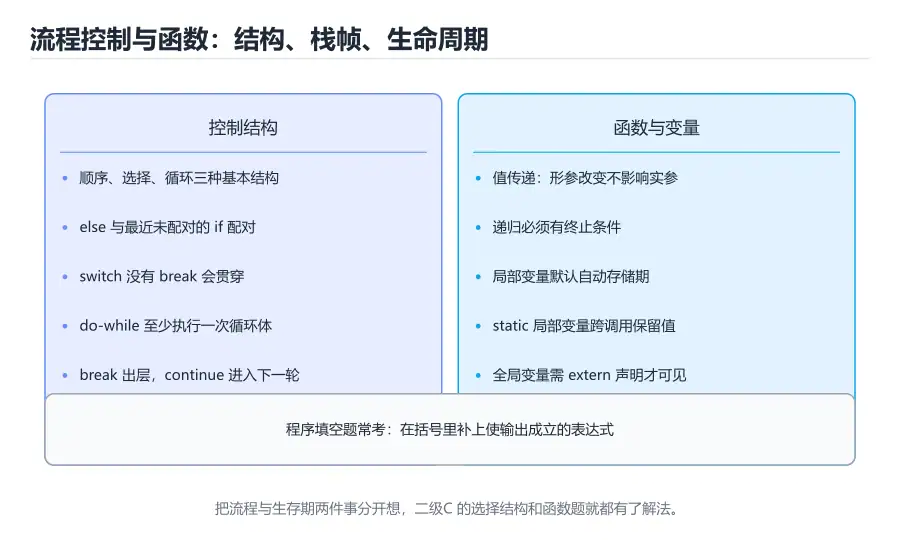 流程控制与函数：结构、栈帧、生命周期
控制结构
• 顺序、选择、循环三种基本结构
• else 与最近未配对的 if 配对
• switch 没有 break 会贯穿
• do-while 至少执行一次循环体
• break 出层，continue 进入下一轮
函数与变量
• 值传递：形参改变不影响实参
• 递归必须有终止条件
• 局部变量默认自动存储期
• static 局部变量跨调用保留值
• 全局变量需 extern 声明才可见
程序填空题常考：在括号里补上使输出成立的表达式
把流程与生存期两件事分开想，二级C 的选择结构和函数题就都有了解法。